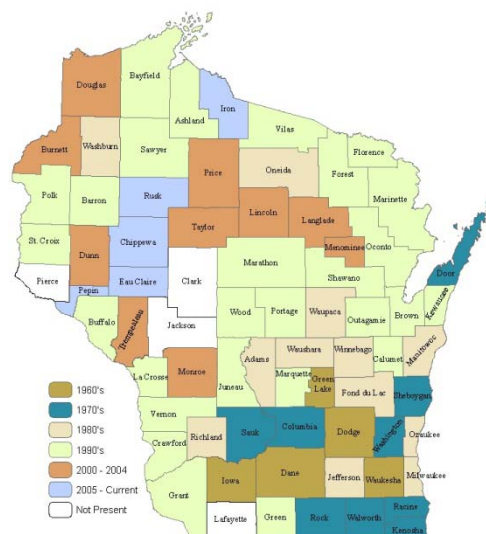 Bayfield
Douglas
Iron
Ashland
Vilas
Burnett
Washburn
Sawyer
Florence
Oneida
Price
Forest
Polk
Barron
Rusk
Marinette
Lincoln
Langlade
Taylor
St. Croix
Chippewa
Menominee
Oconto
Dunn
Door
Marathon
Pierce
Clark
Shawano
Eau Claire
Pepin
Kewaunee
Buffalo
Trempealeau
Wood
Portage
Waupaca
Brown
Outagamie
Jackson
Manitowoc
Waushara
Winnebago
Adams
Calumet
Monroe
Marquette
Green
Lake
La Crosse
Juneau
Fond du Lac
Sheboygan
Vernon
Sauk
Columbia
Dodge
Washington
Ozaukee
Richland
Crawford
Iowa
Dane
Jefferson
Waukesha
Milwaukee
Grant
Lafayette
Green
Rock
Walworth
Racine
Kenosha
1960's
1970's
1980's
1990's
2000 - 2004
2005 - Current
Not Present